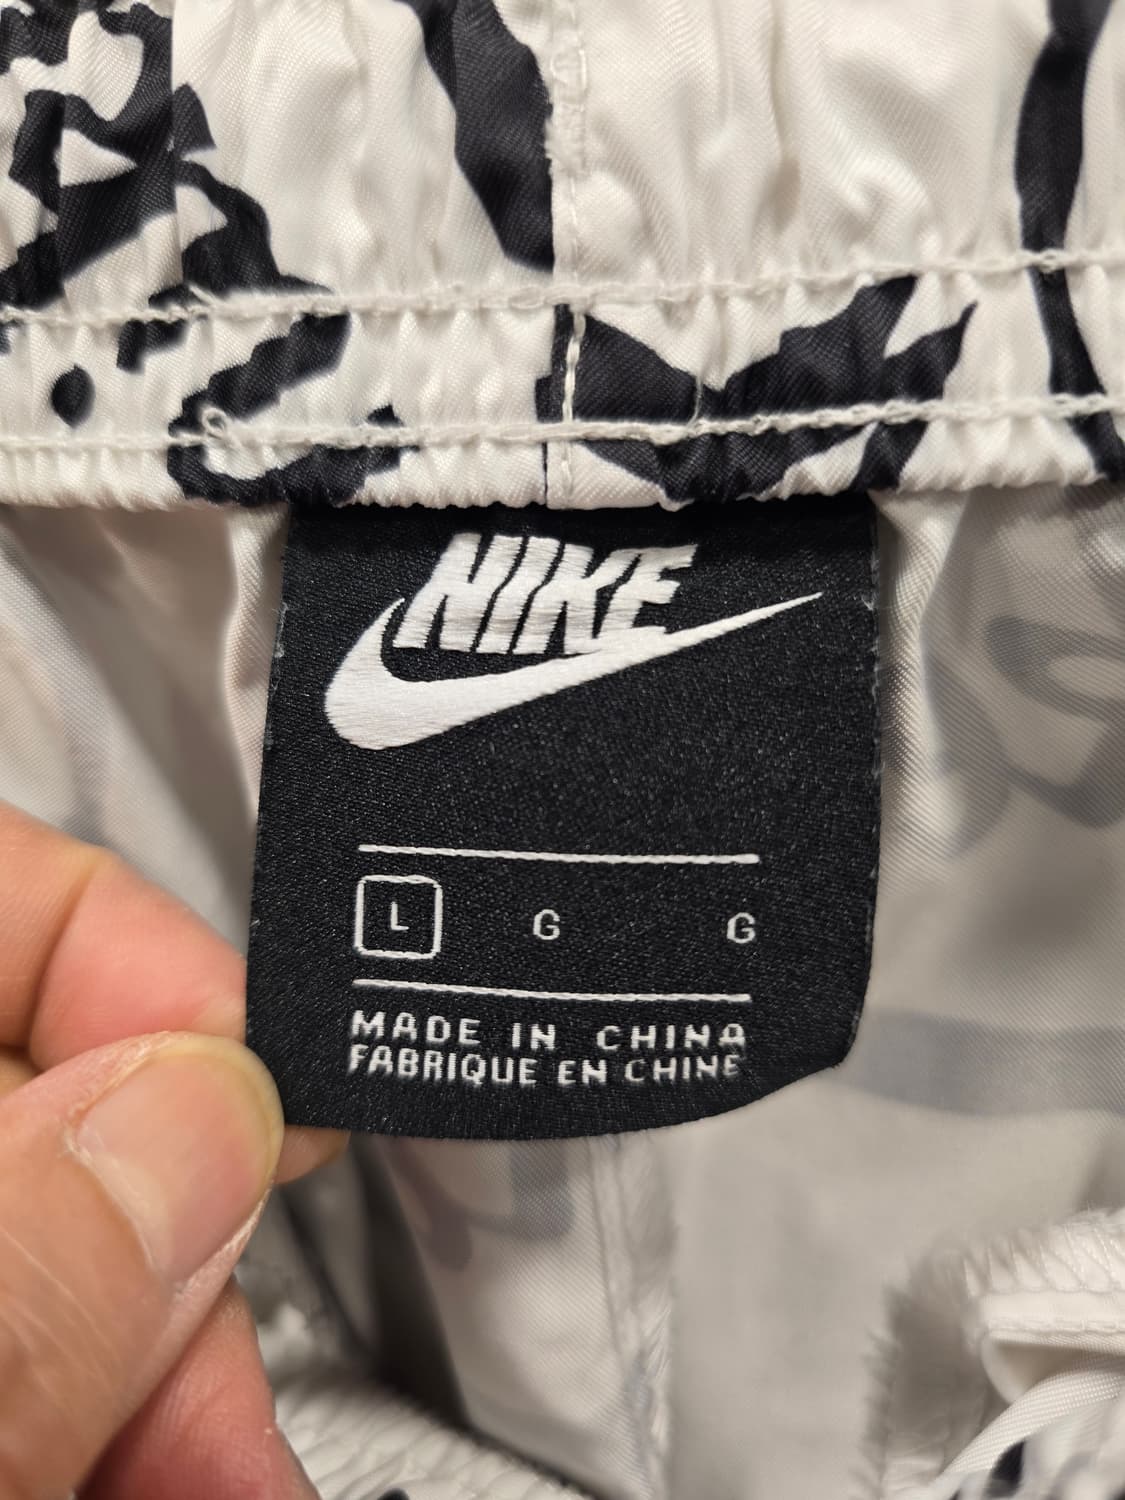 NIKE
L G G
MADE IN CHINA
FABRIQUE EN CHINE